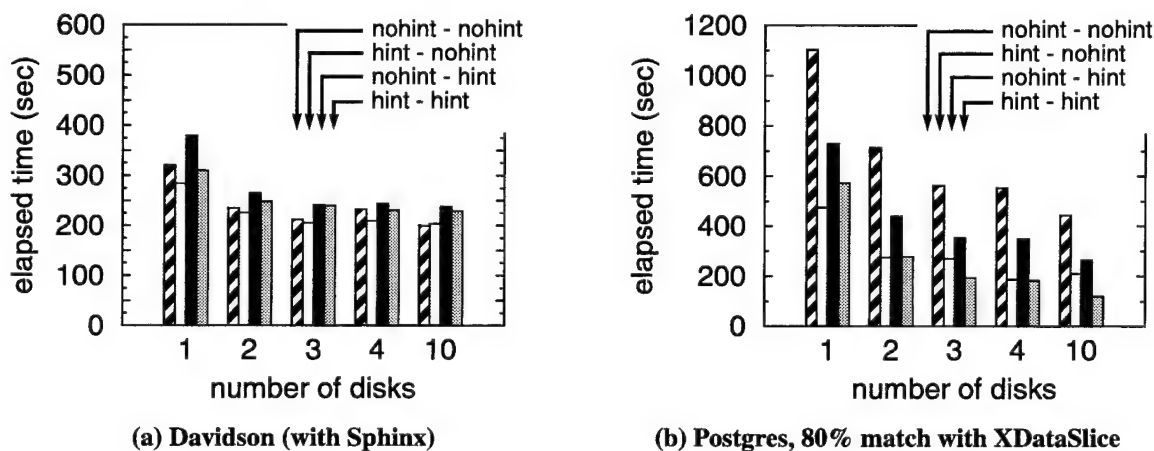 600
500
400
300
200
100
0
elapsed time (sec)
nohint - nohint
hint - nohint
nohint - hint
hint - hint
1 2 3 4 10
number of disks
(a) Davidson (with Sphinx)
1200
1000
800
600
400
200
0
elapsed time (sec)
nohint - nohint
hint - nohint
nohint - hint
hint - hint
1 2 3 4 10
number of disks
(b) Postgres, 80% match with XDataSlice